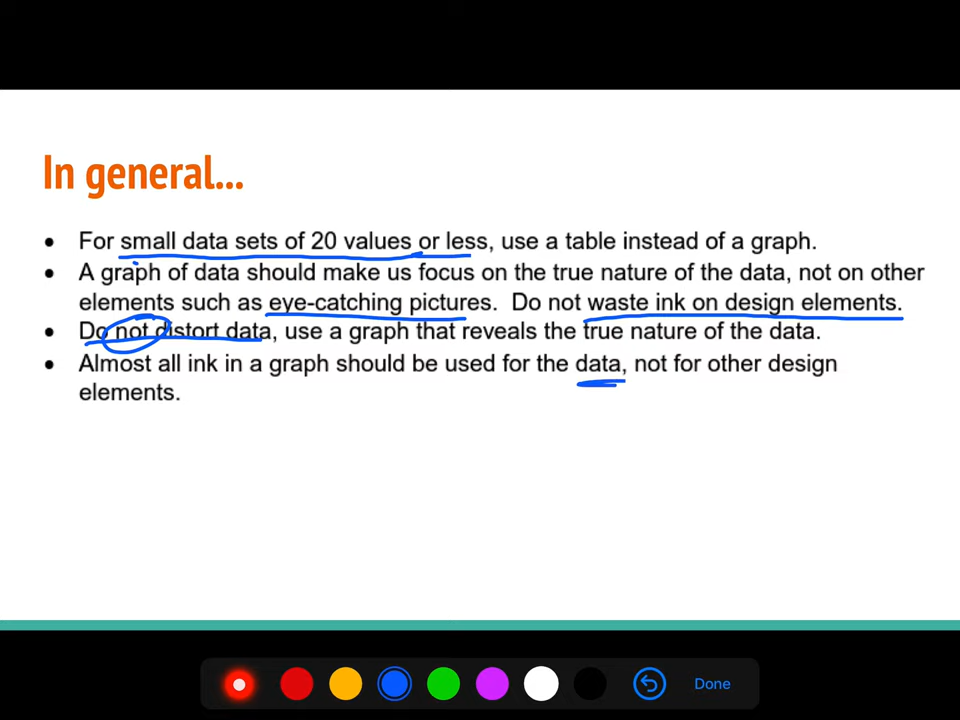 In general...
• For small data sets of 20 values or less, use a table instead of a graph.
• A graph of data should make us focus on the true nature of the data, not on other
elements such as eye-catching pictures. Do not waste ink on design elements.
• Do not distort data, use a graph that reveals the true nature of the data.
• Almost all ink in a graph should be used for the data, not for other design
elements.
Done